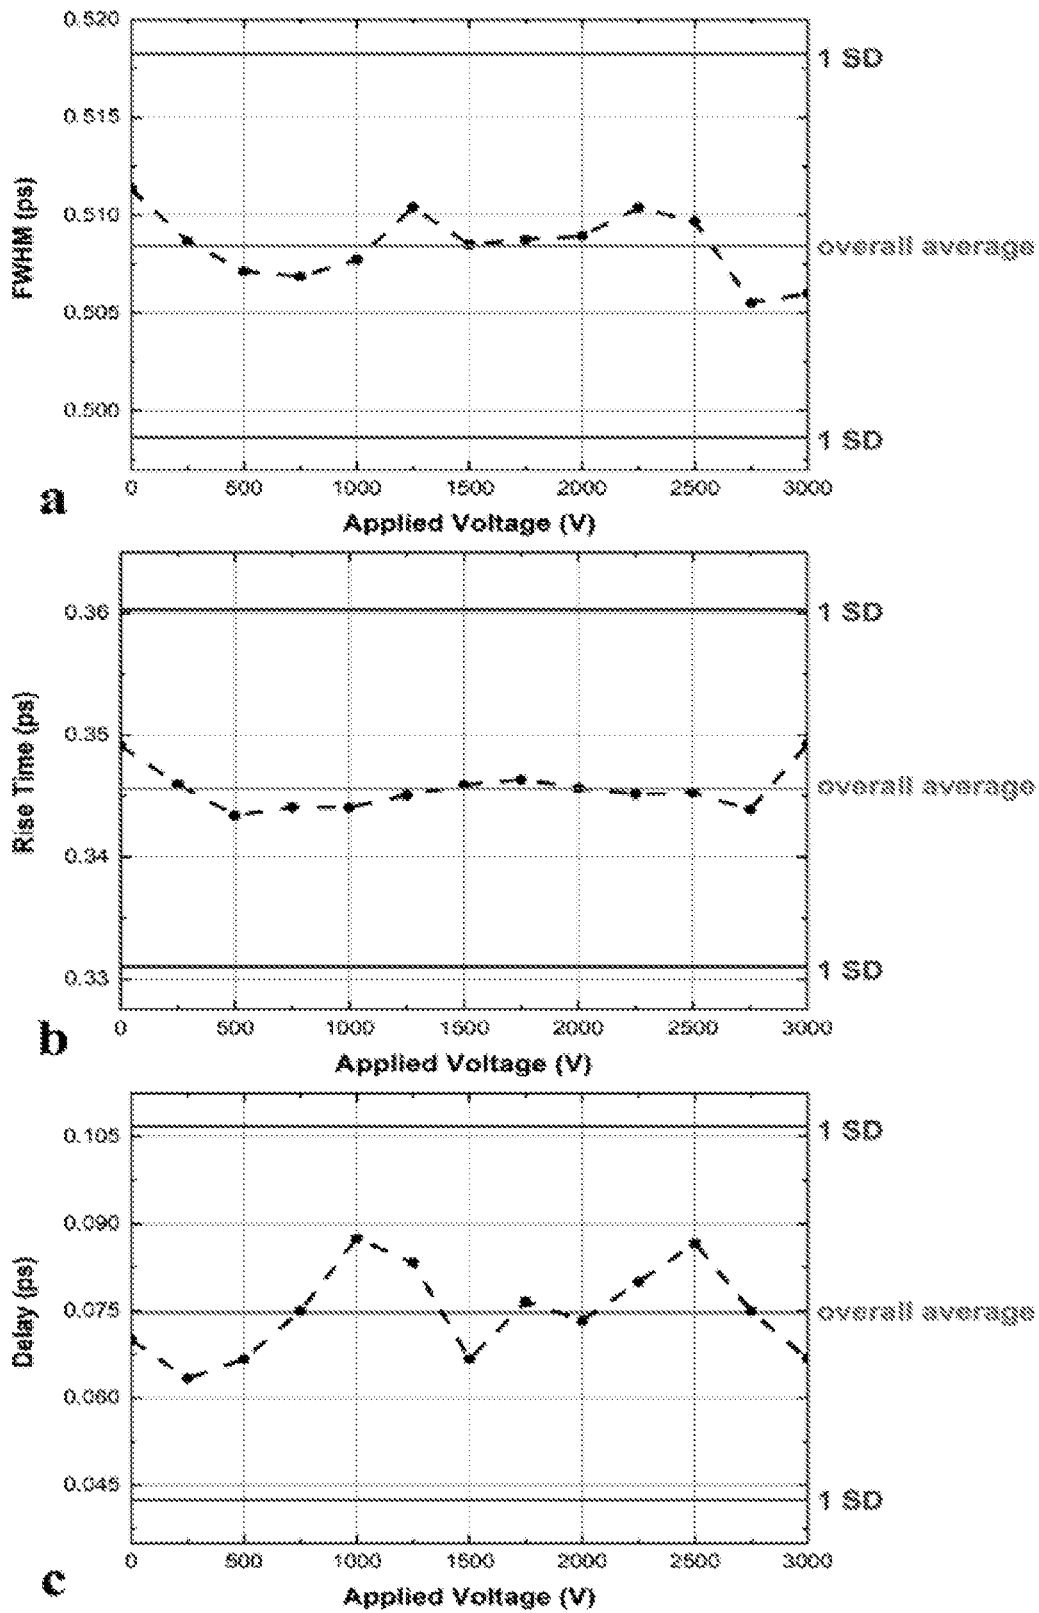 0.520
1 SD
0.515
0.510
overall average
0.505
0.500
1 SD
FWHM (ps)
0 500 1000 1500 2000 2500 3000
a
Applied Voltage (V)
0.36
1 SD
0.35
overall average
0.34
0.33
1 SD
Rise Time (ps)
0 500 1000 1500 2000 2500 3000
b
Applied Voltage (V)
0.105
1 SD
0.090
0.075
overall average
0.060
0.045
1 SD
Delay (ps)
0 500 1000 1500 2000 2500 3000
c
Applied Voltage (V)